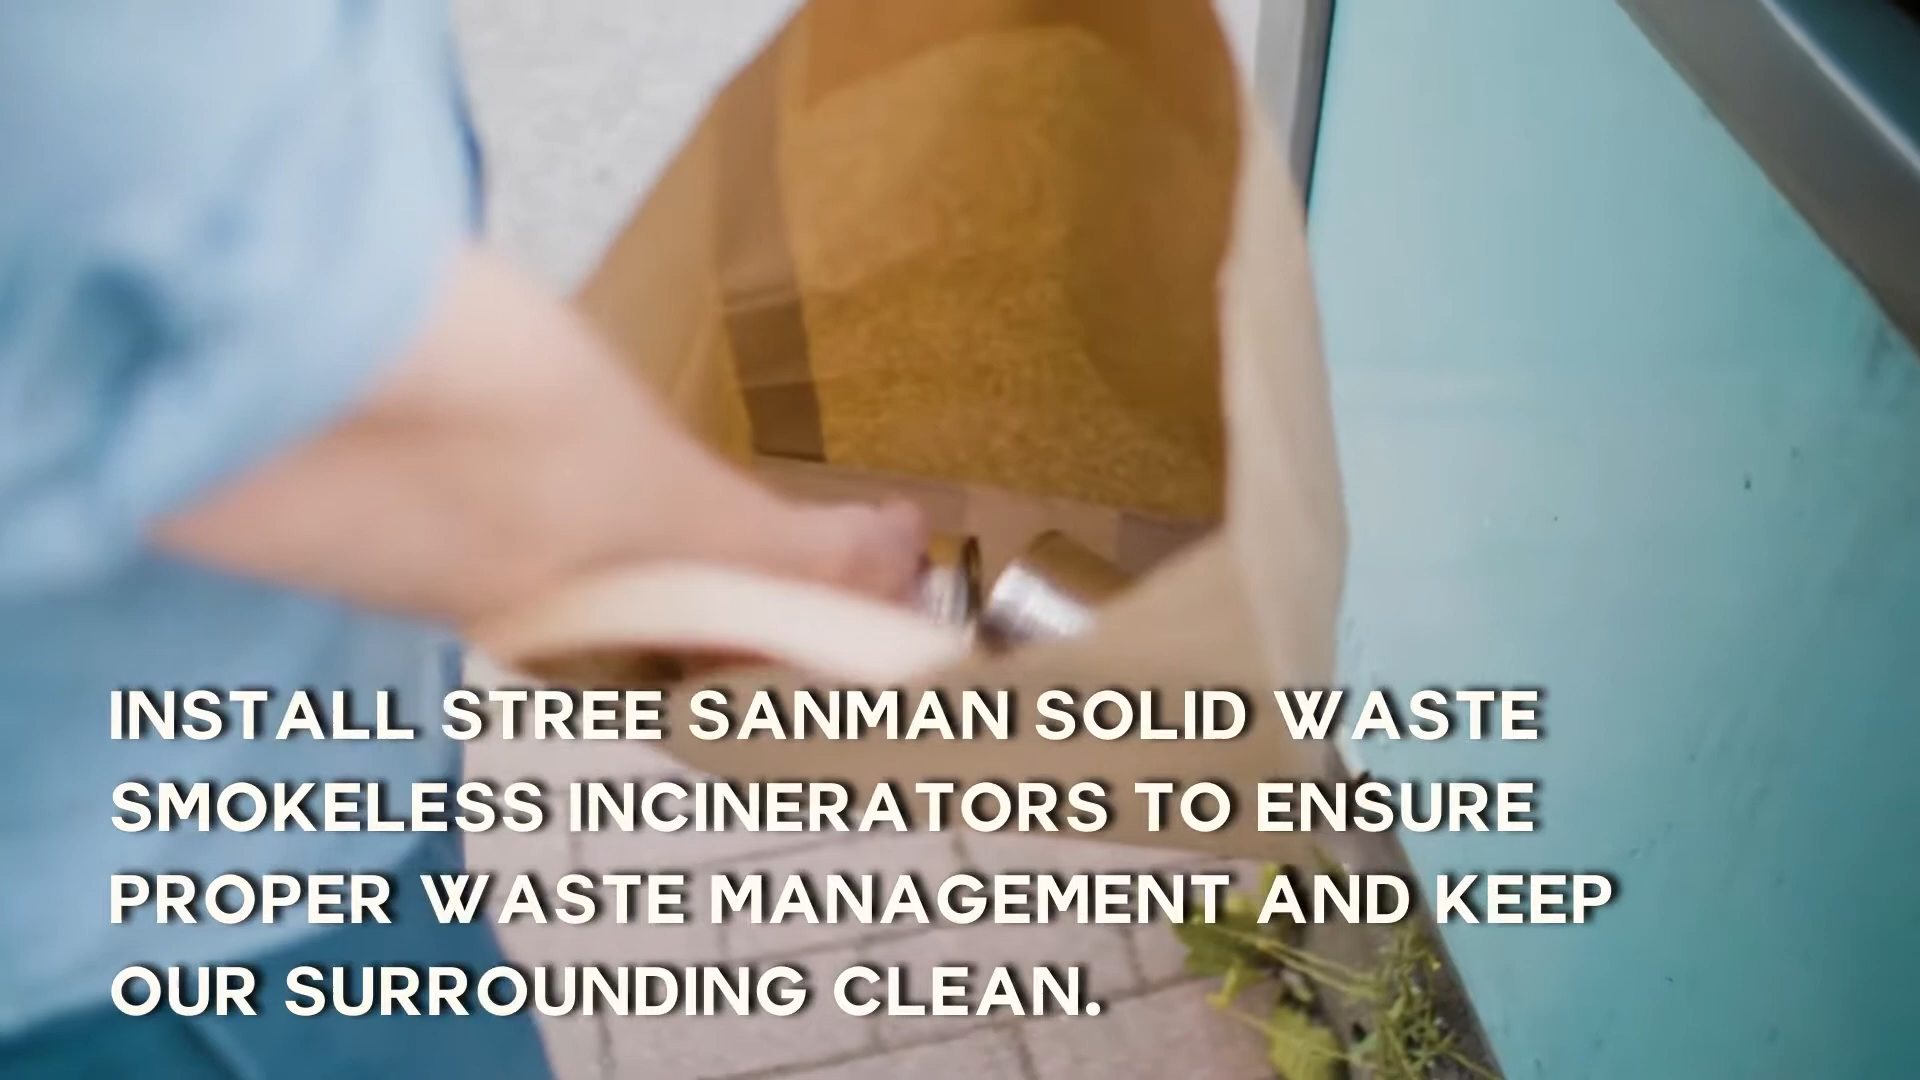 INSTALL STREE SANMAN SOLID WASTE
SMOKELESS INCINERATORS TO ENSURE
PROPER WASTE MANAGEMENT AND KEEP
OUR SURROUNDING CLEAN.